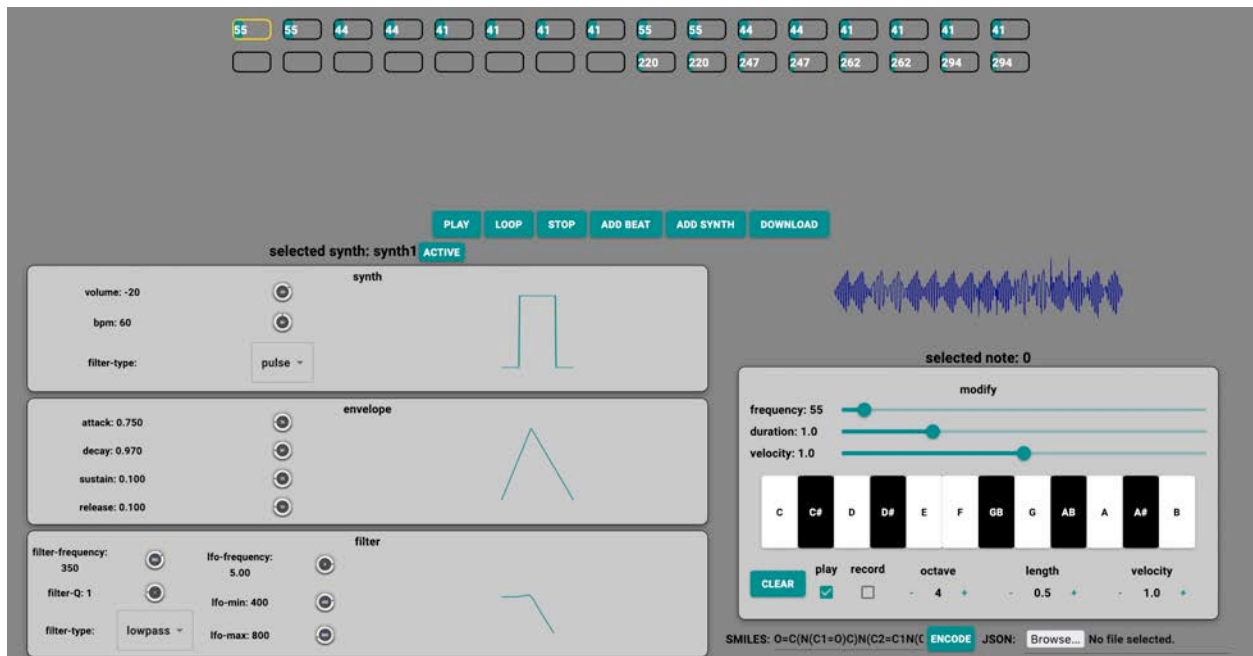 55 55 44 44 41 41 41 41 55 55 44 44 41 41 41 41
220 220 247 247 262 262 294 294
PLAY LOOP STOP ADD BEAT ADD SYNTH DOWNLOAD
selected synth: synth1 ACTIVE
synth
volume: -20
bpm: 60
filter-type: pulse
envelope
attack: 0.750
decay: 0.970
sustain: 0.100
release: 0.100
filter
filter-frequency:
350
lfo-frequency:
5.00
filter-Q: 1
lfo-min: 400
filter-type: lowpass
lfo-max: 800
selected note: 0
modify
frequency: 55
duration: 1.0
velocity: 1.0
C C# D D# E F GB G AB A A# B
CLEAR play record octave length velocity
- 4 + - 0.5 + - 1.0 +
SMILES: O=C(N(C1=O)C)N(C2=C1N(C ENCODE JSON: Browse... No file selected.